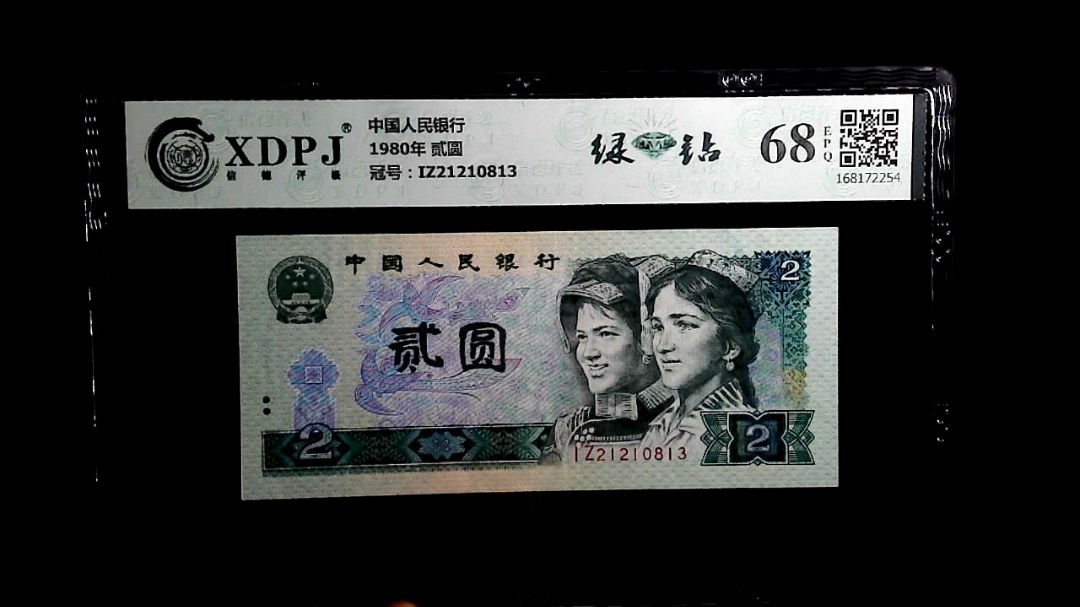 XDPJ®
信德评级
中国人民银行
1980年 贰圆
冠号：IZ21210813
绿钻
68
EPQ
168172254
中国人民银行
2
贰圆
2
2
IZ21210813